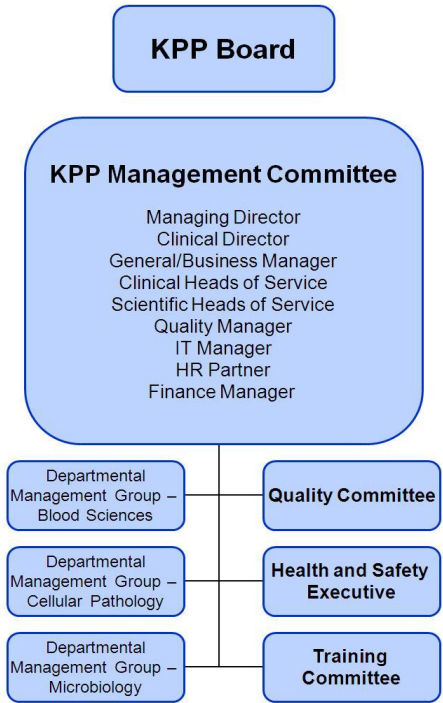 KPP Board
KPP Management Committee
Managing Director
Clinical Director
General/Business Manager
Clinical Heads of Service
Scientific Heads of Service
Quality Manager
IT Manager
HR Partner
Finance Manager
Departmental
Management Group –
Blood Sciences
Quality Committee
Departmental
Management Group –
Cellular Pathology
Health and Safety
Executive
Departmental
Management Group –
Microbiology
Training
Committee